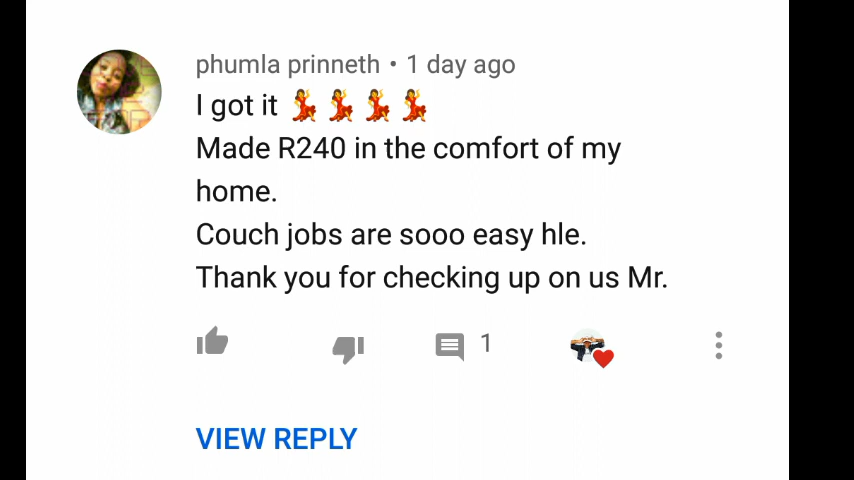 phumla prinneth • 1 day ago
I got it 💃💃💃💃
Made R240 in the comfort of my
home.
Couch jobs are sooo easy hle.
Thank you for checking up on us Mr.
1
VIEW REPLY